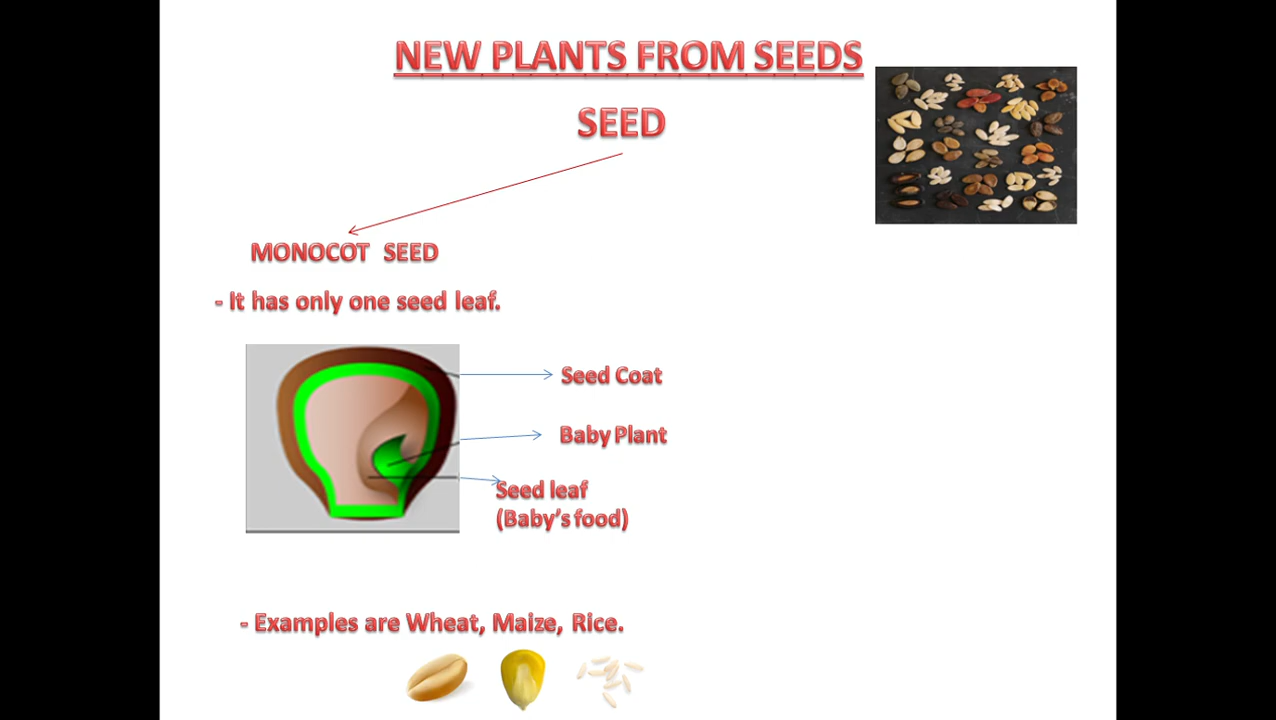 NEW PLANTS FROM SEEDS
SEED
MONOCOT SEED
- It has only one seed leaf.
Seed Coat
Baby Plant
Seed leaf
(Baby's food)
- Examples are Wheat, Maize, Rice.